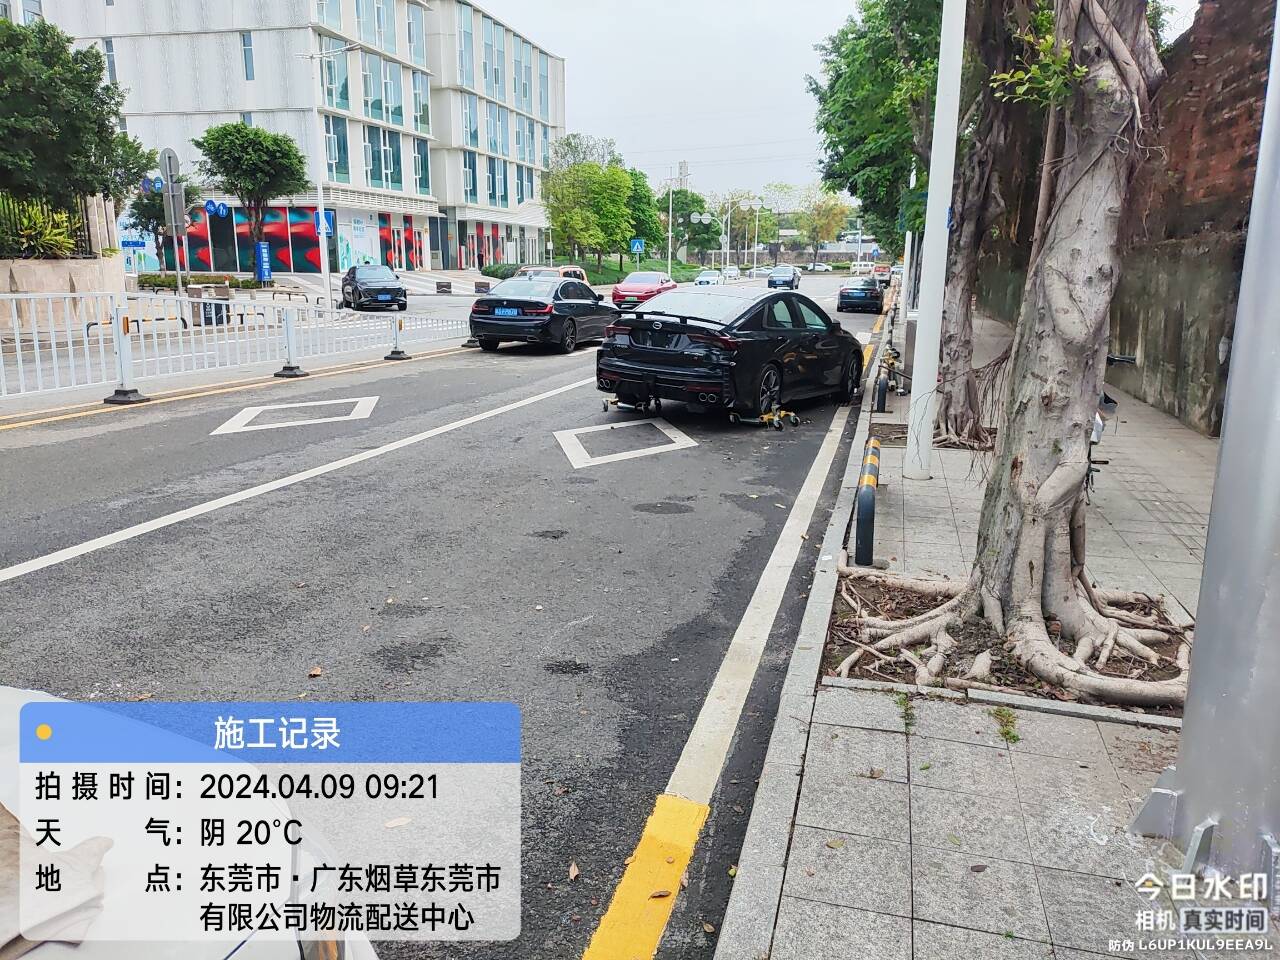 施工记录
拍摄时间：2024.04.09 09:21
天气：阴 20°C
地点：东莞市·广东烟草东莞市
有限公司物流配送中心
今日水印
相机 真实时间
防伪 L6UP1KUL9EEA9L